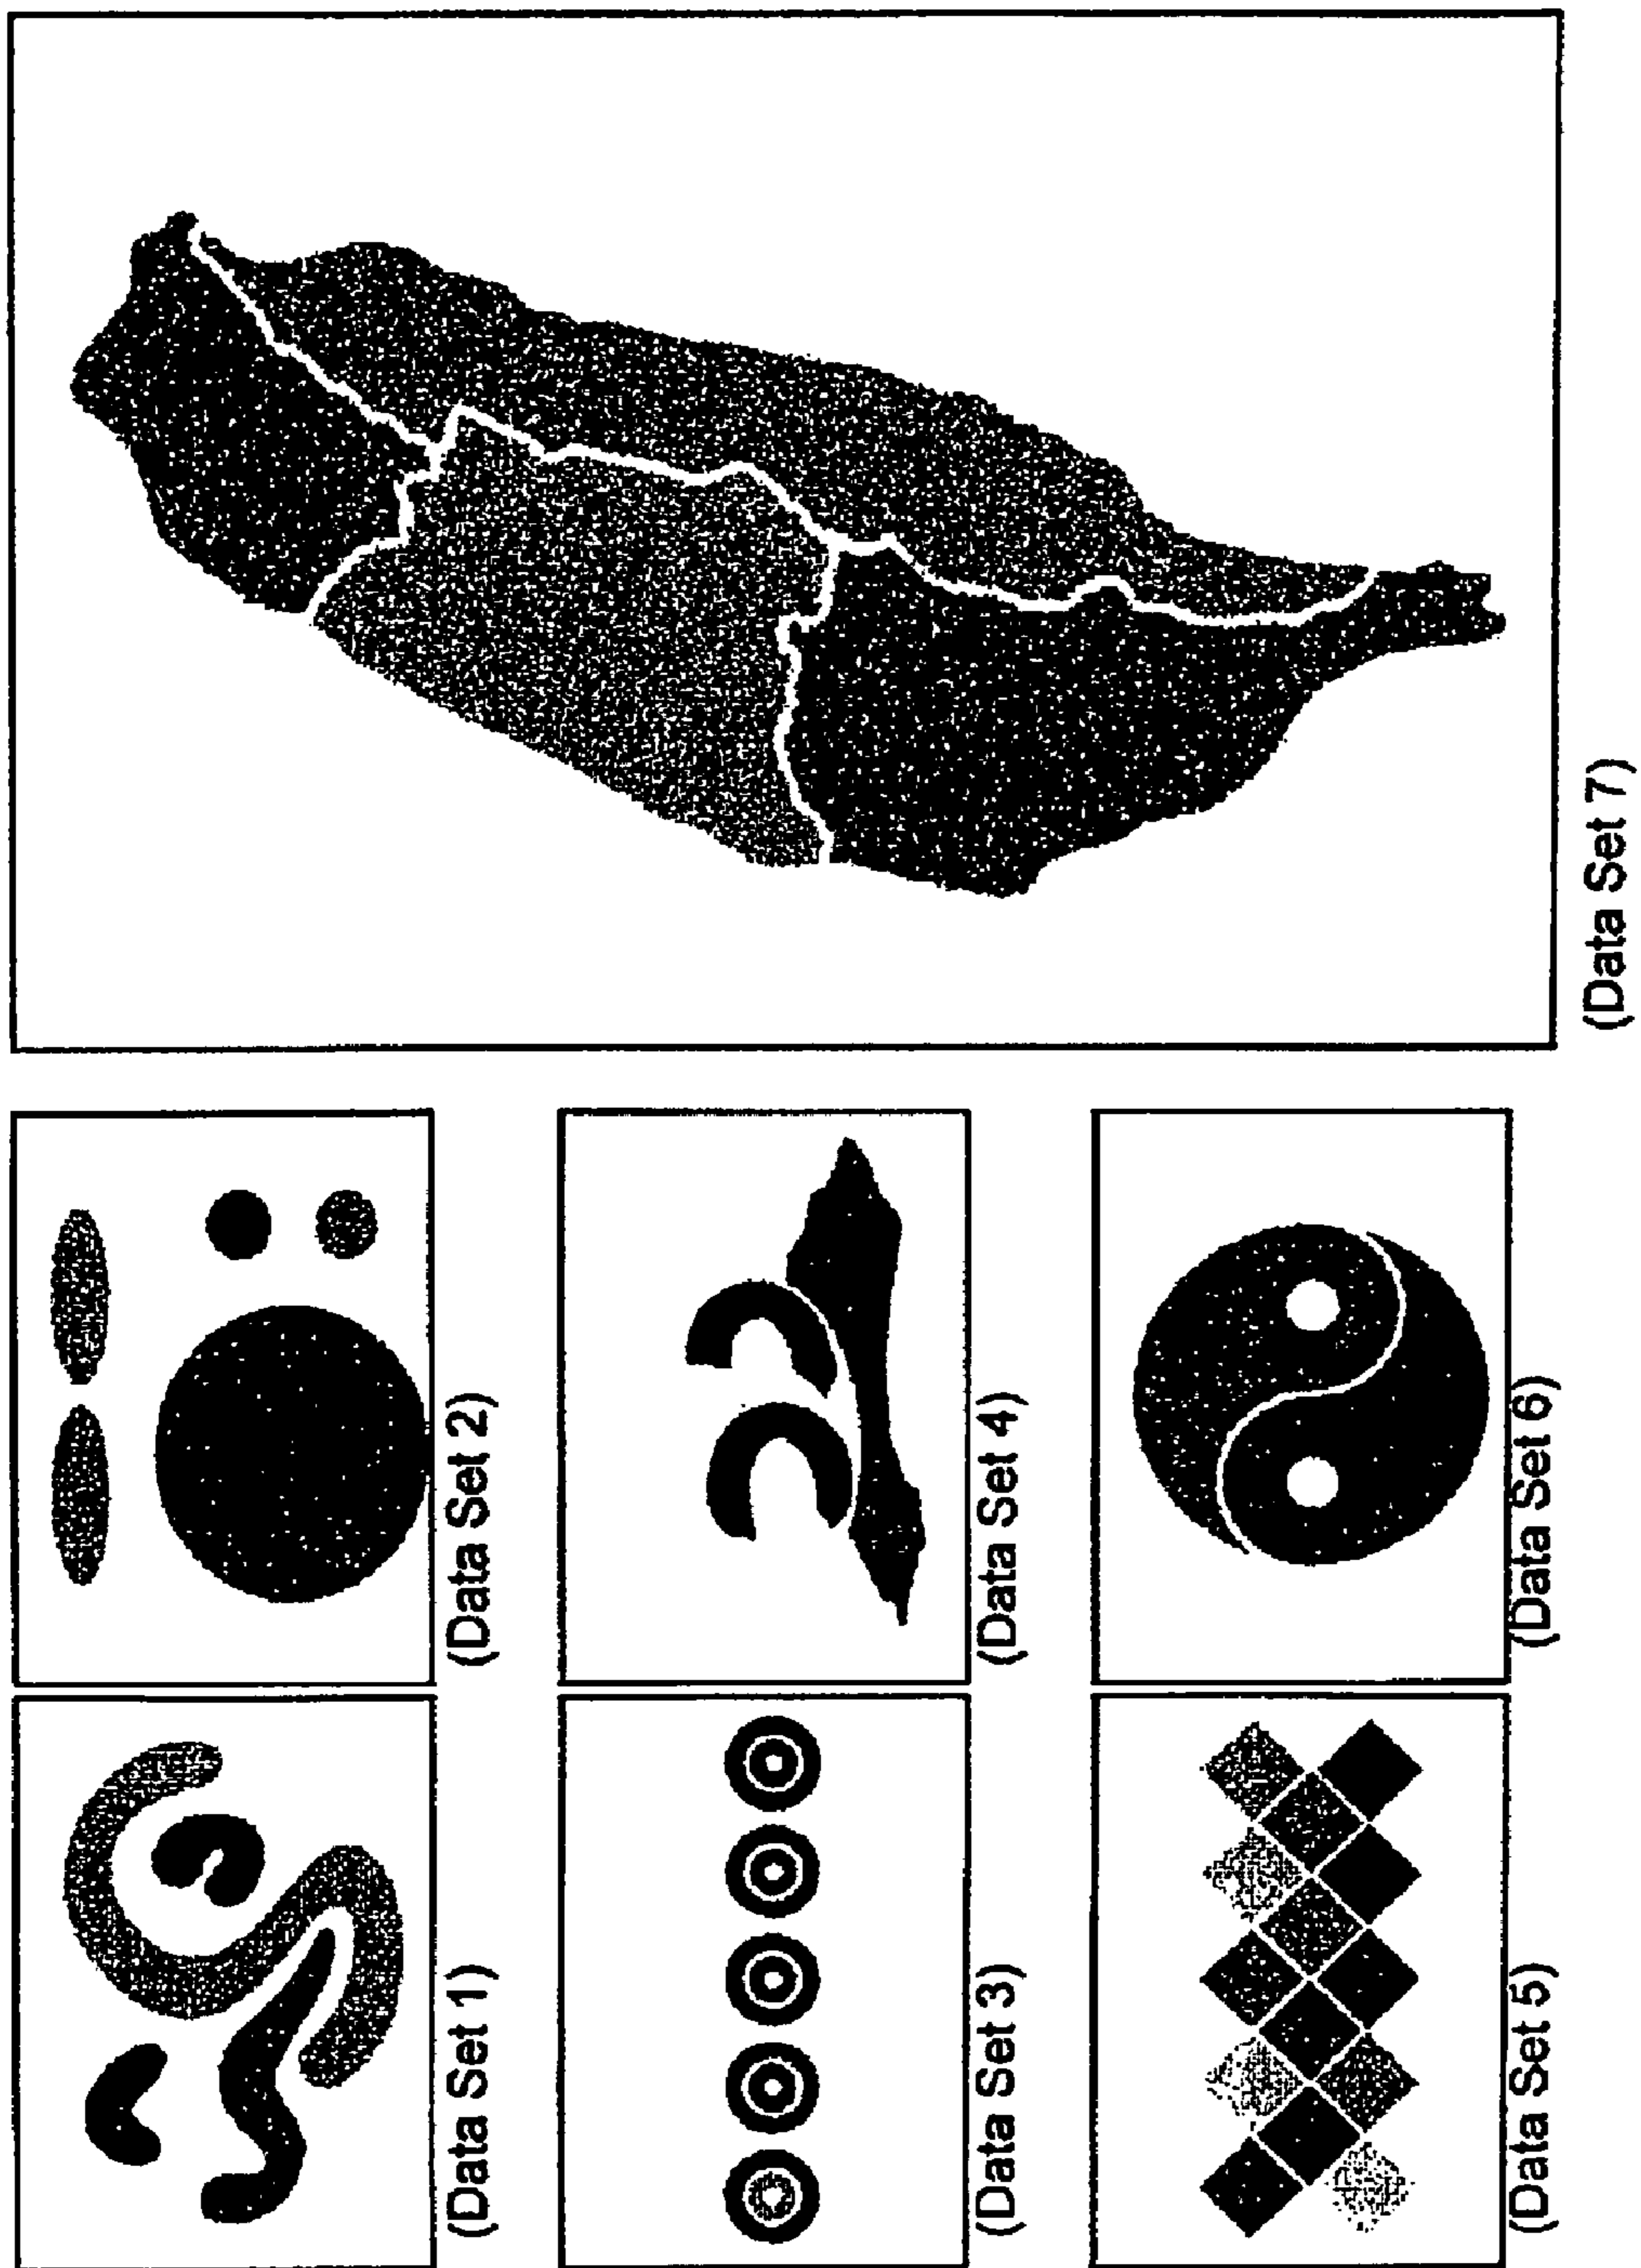 (Data Set 1)
(Data Set 2)
(Data Set 3)
(Data Set 4)
(Data Set 5)
(Data Set 6)
(Data Set 7)